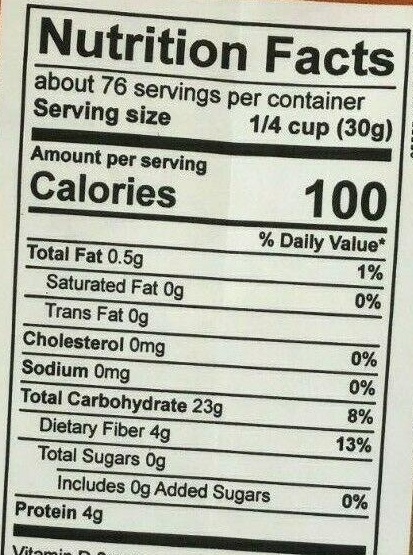 Nutrition Facts
about 76 servings per container
Serving size 1/4 cup (30g)
Amount per serving
Calories 100
% Daily Value*
Total Fat 0.5g 1%
Saturated Fat 0g 0%
Trans Fat 0g
Cholesterol 0mg 0%
Sodium 0mg 0%
Total Carbohydrate 23g 8%
Dietary Fiber 4g 13%
Total Sugars 0g
Includes 0g Added Sugars 0%
Protein 4g
Vitamin D